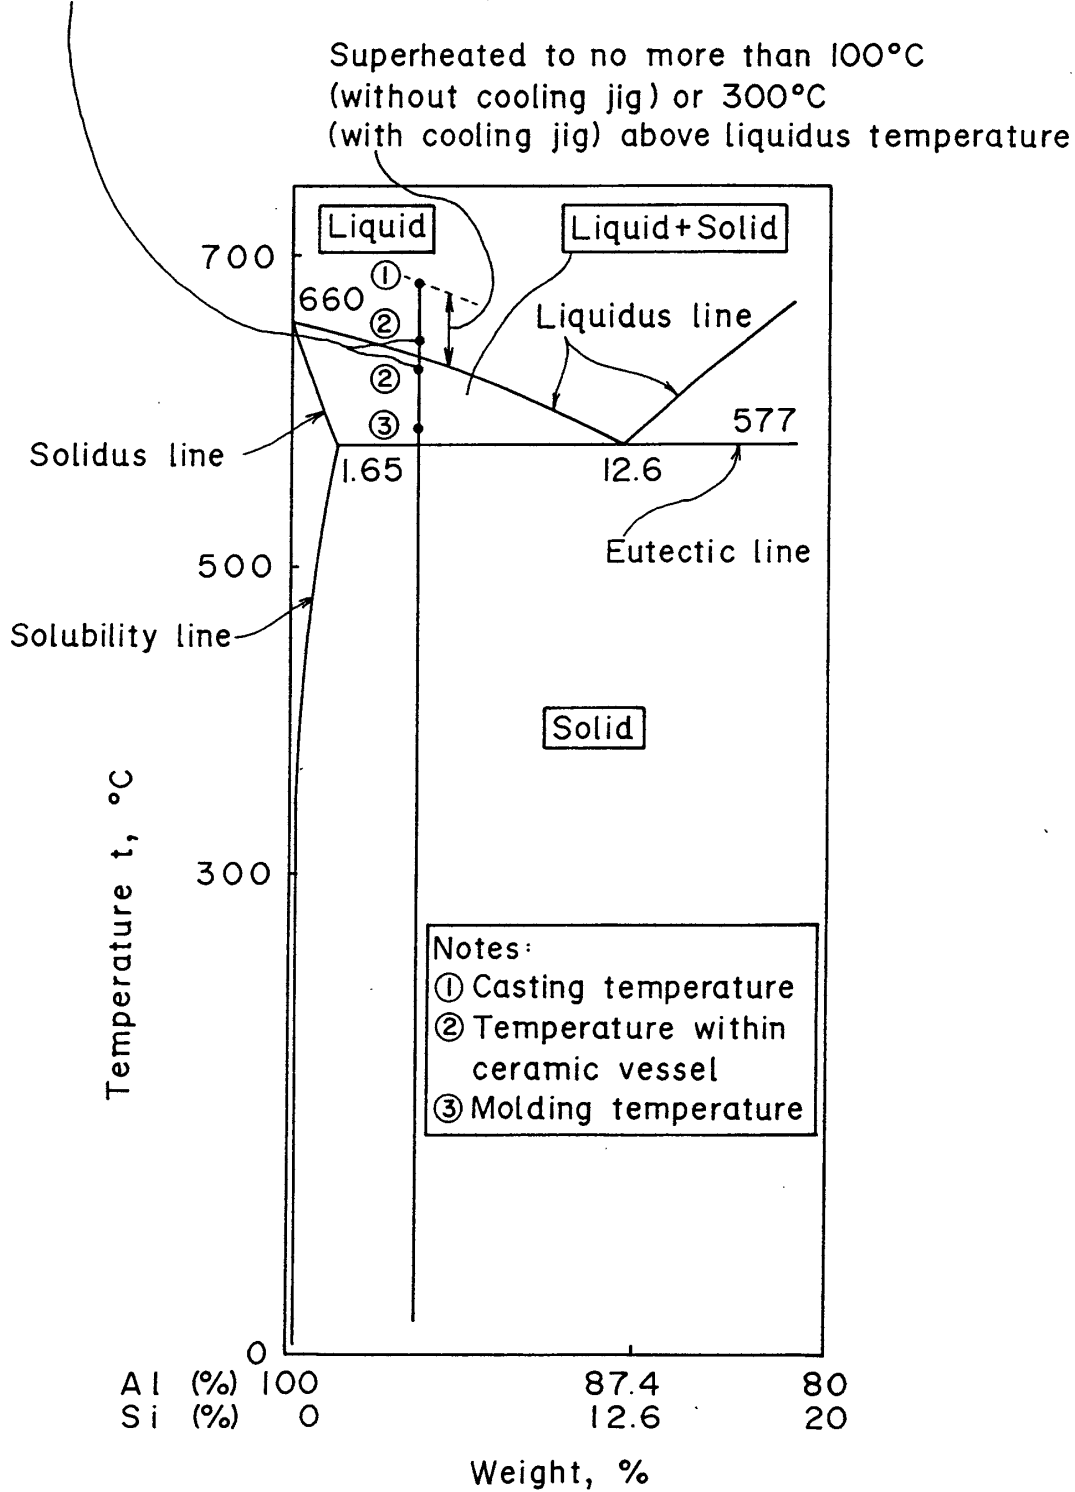 Superheated to no more than 100°C
(without cooling jig) or 300°C
(with cooling jig) above liquidus temperature
Liquid
Liquid+Solid
700
①
660
②
Liquidus line
②
③
577
Solidus line
1.65
12.6
Eutectic line
500
Solubility line
Solid
Temperature t, °C
300
Notes:
① Casting temperature
② Temperature within
ceramic vessel
③ Molding temperature
0
Al (%) 100 87.4 80
Si (%) 0 12.6 20
Weight, %